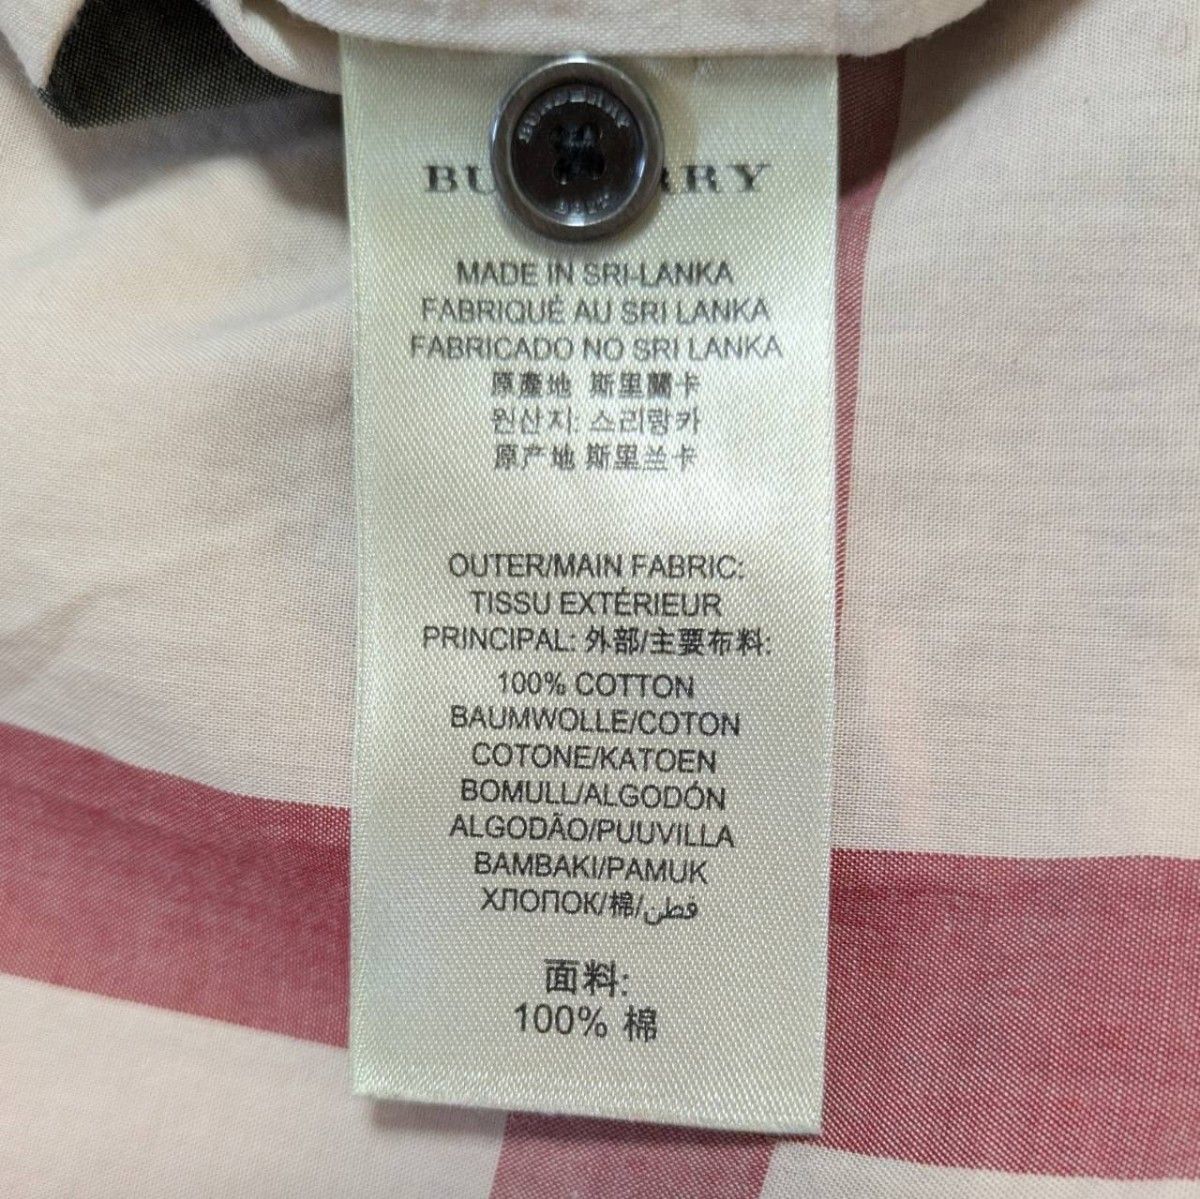 BURBERRY
BURBERRY
MADE IN SRI-LANKA
FABRIQUÉ AU SRI LANKA
FABRICADO NO SRI LANKA
原產地 斯里蘭卡
원산지: 스리랑카
原产地 斯里兰卡
OUTER/MAIN FABRIC:
TISSU EXTÉRIEUR
PRINCIPAL: 外部/主要布料:
100% COTTON
BAUMWOLLE/COTON
COTONE/KATOEN
BOMULL/ALGODÓN
ALGODÃO/PUUVILLA
BAMBAKI/PAMUK
ХЛОПОК/棉/قطن
面料:
100% 棉